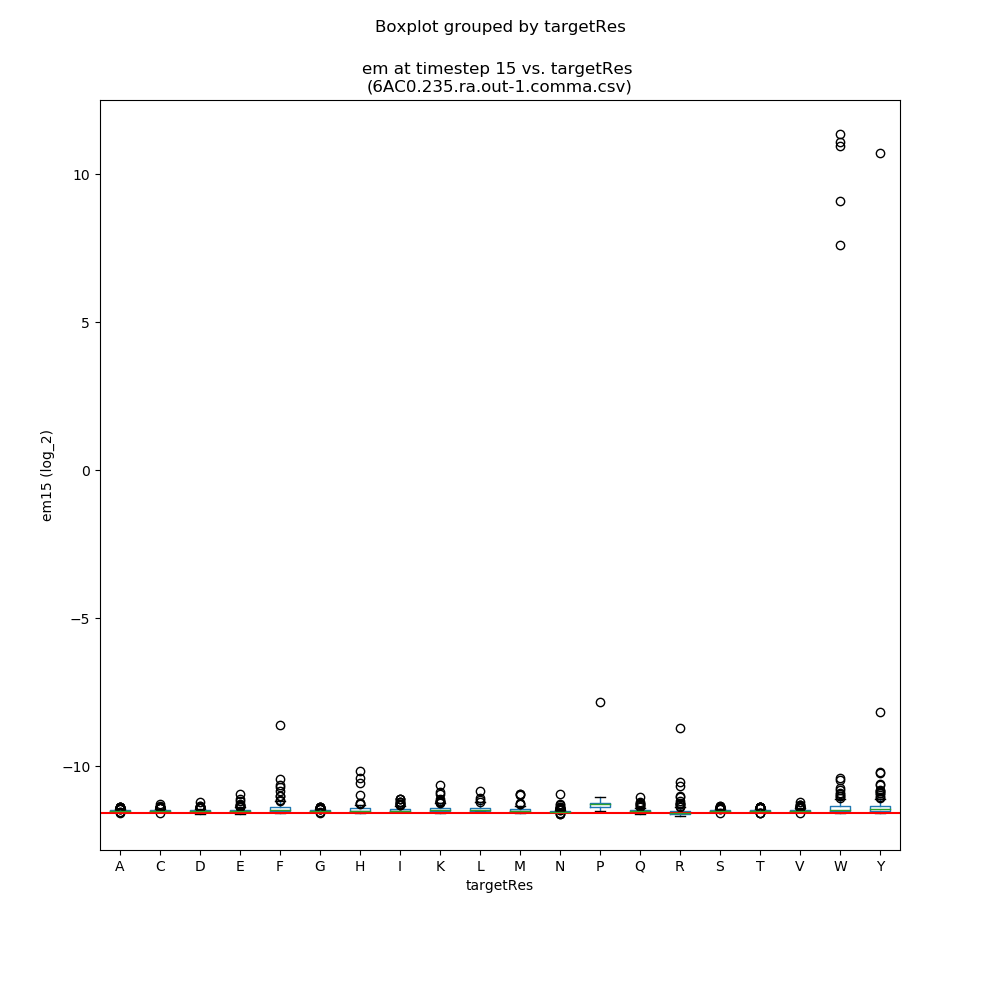 Boxplot grouped by targetRes
em at timestep 15 vs. targetRes
(6AC0.235.ra.out-1.comma.csv)
em15 (log_2)
10
5
0
−5
−10
A C D E F G H I K L M N P Q R S T V W Y
targetRes